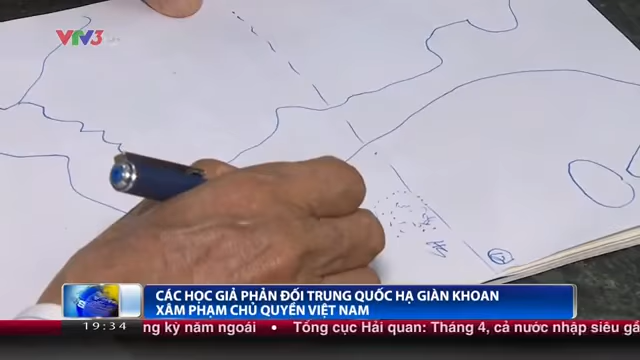 VTV3
CÁC HỌC GIẢ PHẢN ĐỐI TRUNG QUỐC HẠ GIÀN KHOAN
XÂM PHẠM CHỦ QUYỀN VIỆT NAM
19:34 ng kỳ năm ngoái • Tổng cục Hải quan: Tháng 4, cả nước nhập siêu gá